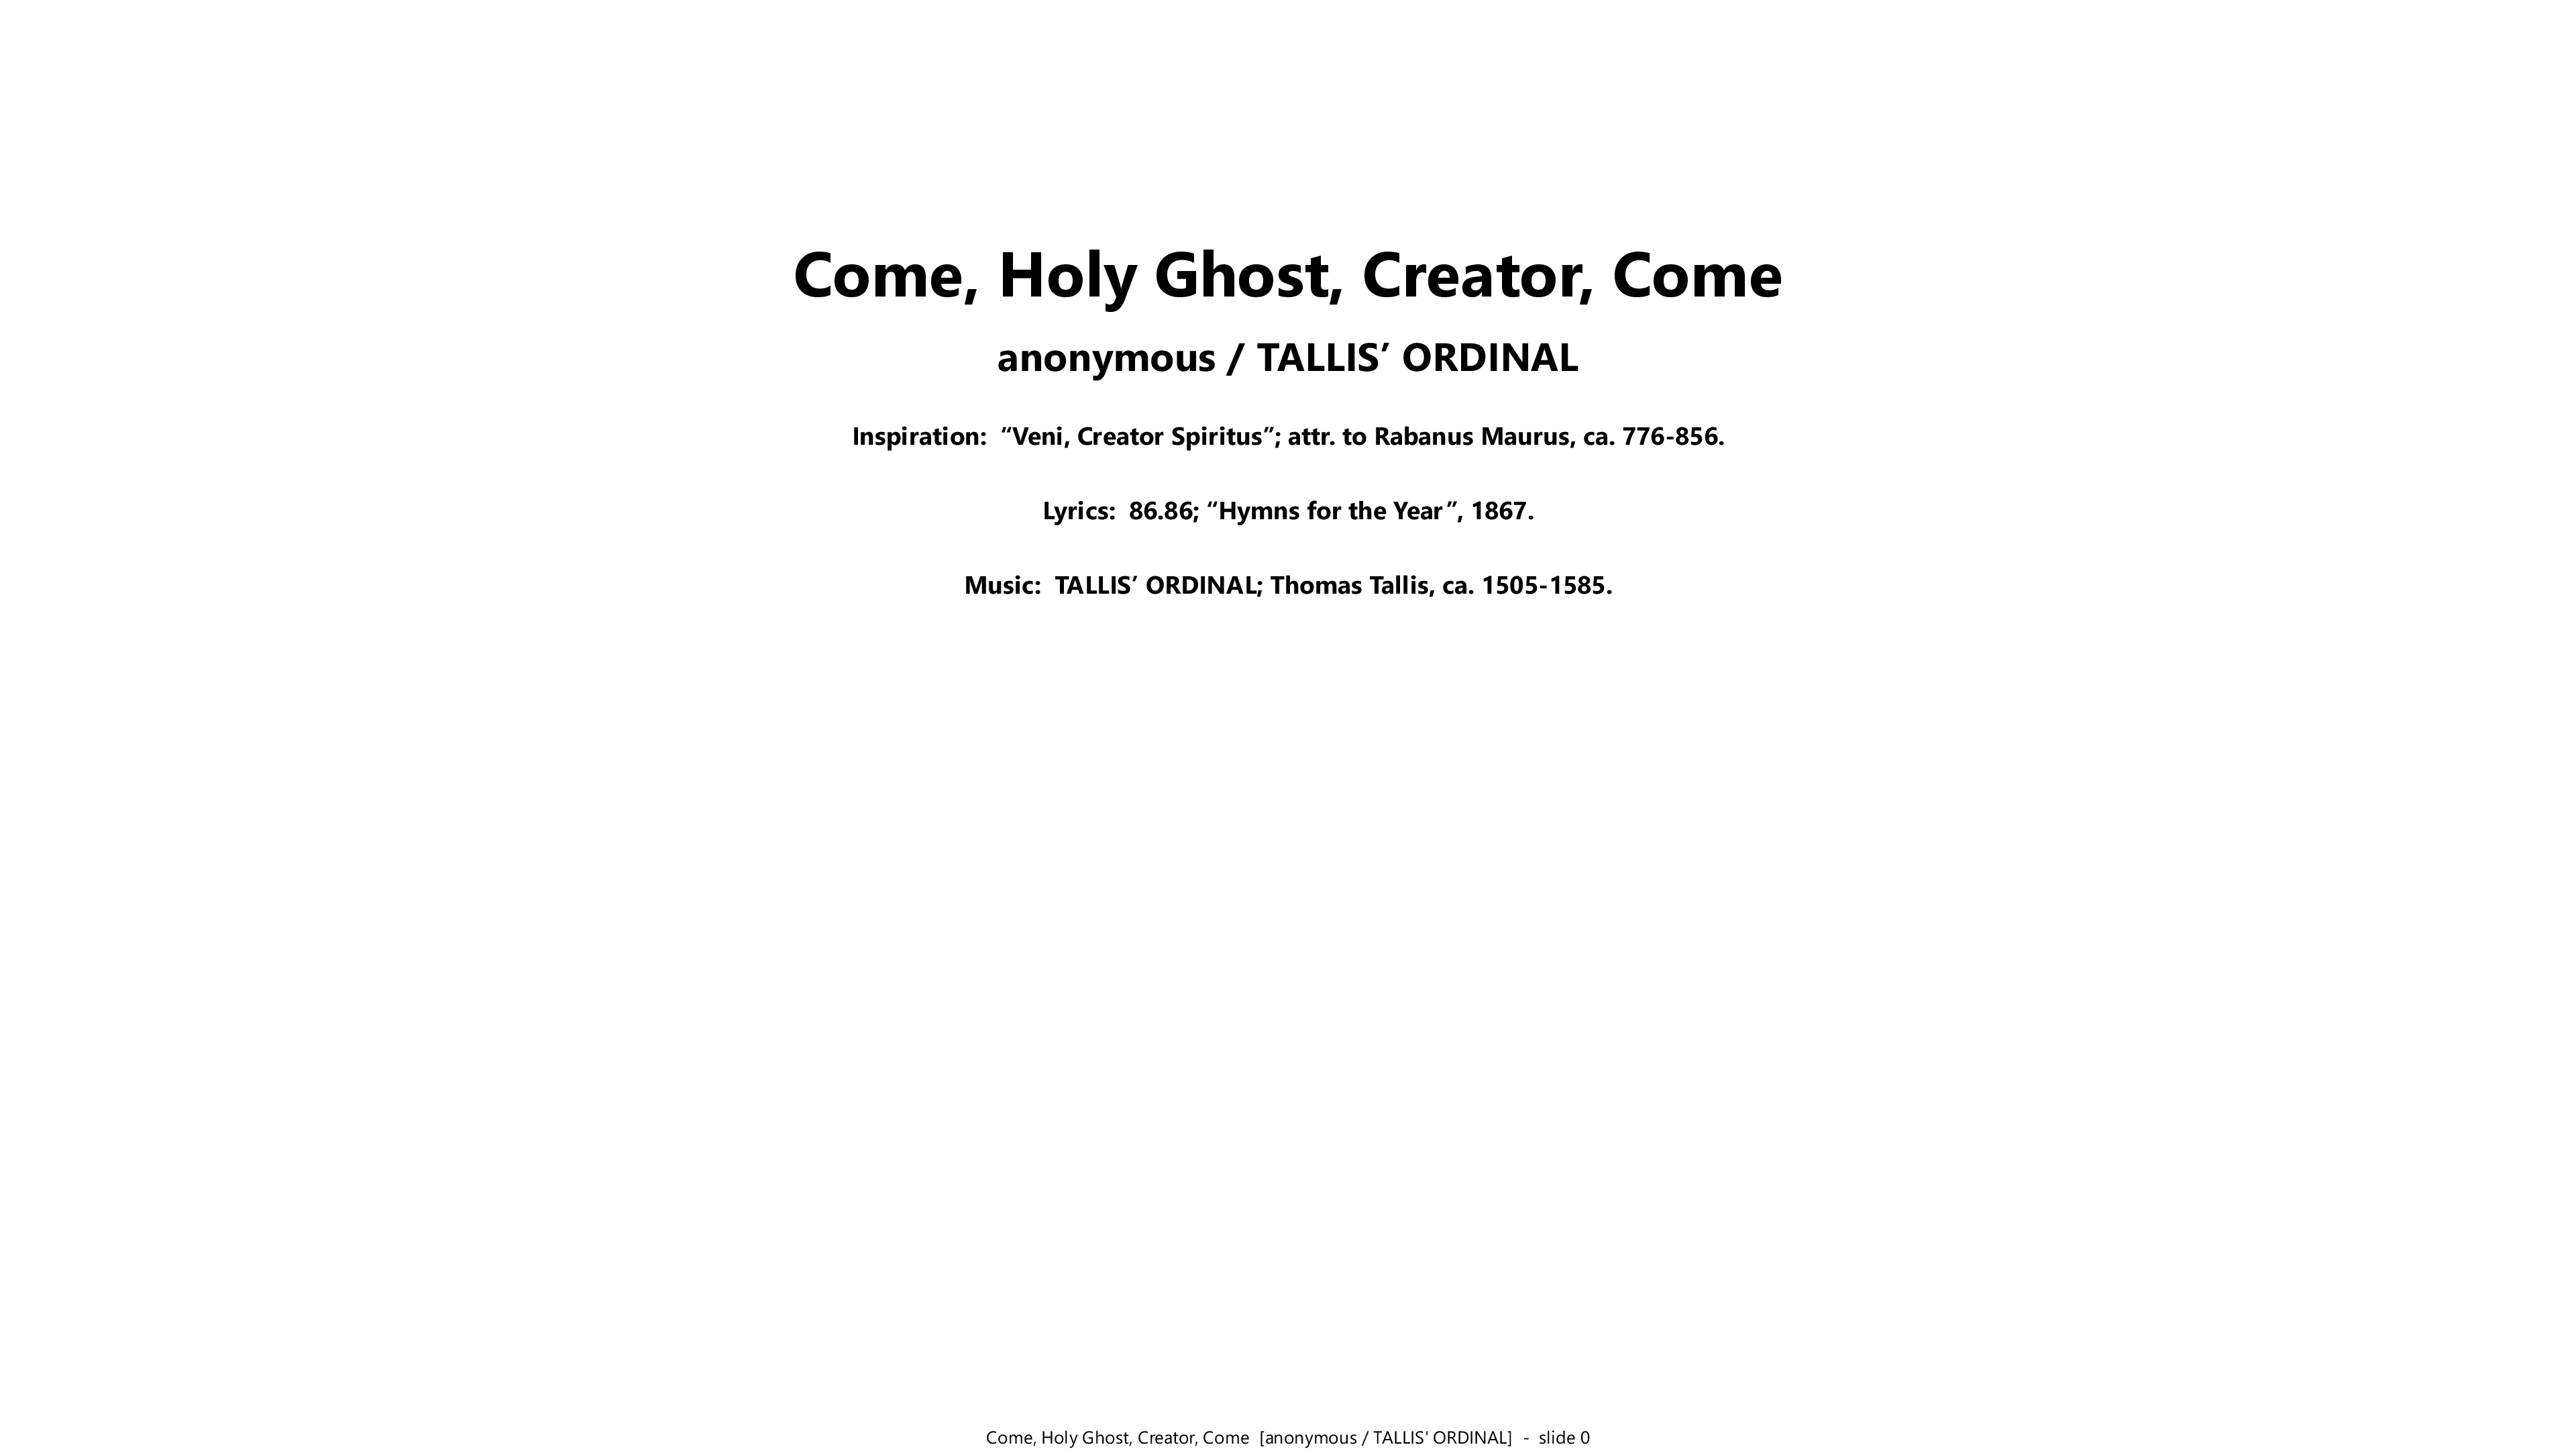 Come, Holy Ghost, Creator, Come
anonymous / TALLIS’ ORDINAL
Inspiration:  “Veni, Creator Spiritus”; attr. to Rabanus Maurus, ca. 776-856.
Lyrics:  86.86; “Hymns for the Year”, 1867.
Music:  TALLIS’ ORDINAL; Thomas Tallis, ca. 1505-1585.
Come, Holy Ghost, Creator, Come  [anonymous / TALLIS' ORDINAL]  -  slide 0